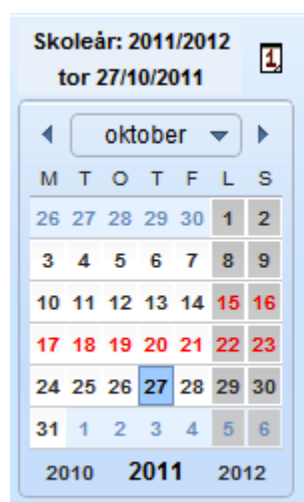 Skoleår: 2011/2012
tor 27/10/2011
1
oktober
M T O T F L S
26 27 28 29 30 1 2
3 4 5 6 7 8 9
10 11 12 13 14 15 16
17 18 19 20 21 22 23
24 25 26 27 28 29 30
31 1 2 3 4 5 6
2010 2011 2012